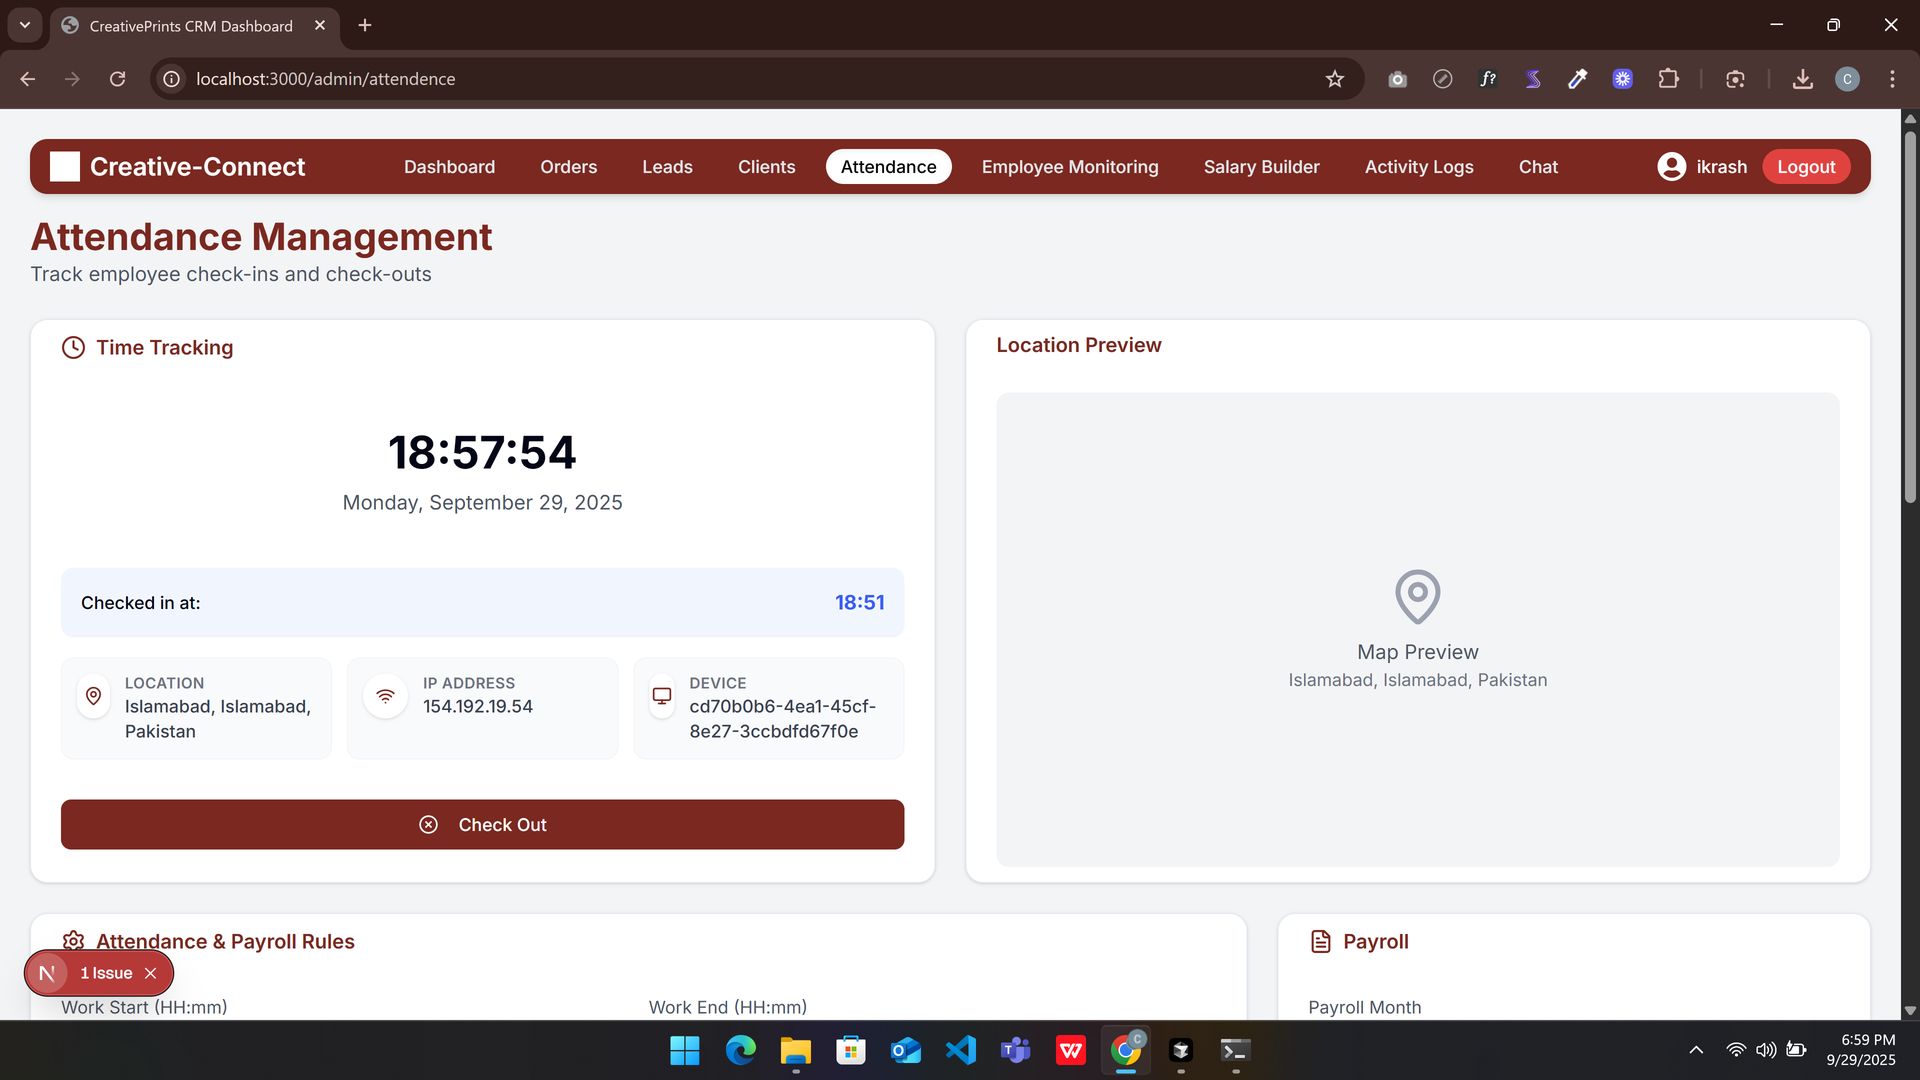 CreativePrints CRM Dashboard
localhost:3000/admin/attendence
f?
C
Creative-Connect
Dashboard
Orders
Leads
Clients
Attendance
Employee Monitoring
Salary Builder
Activity Logs
Chat
ikrash
Logout
Attendance Management
Track employee check-ins and check-outs
Time Tracking
18:57:54
Monday, September 29, 2025
Checked in at:
18:51
LOCATION
Islamabad, Islamabad,
Pakistan
IP ADDRESS
154.192.19.54
DEVICE
cd70b0b6-4ea1-45cf-
8e27-3ccbdfd67f0e
Check Out
Location Preview
Map Preview
Islamabad, Islamabad, Pakistan
Attendance & Payroll Rules
N
1 Issue
Work Start (HH:mm)
Work End (HH:mm)
Payroll
Payroll Month
C
6:59 PM
9/29/2025